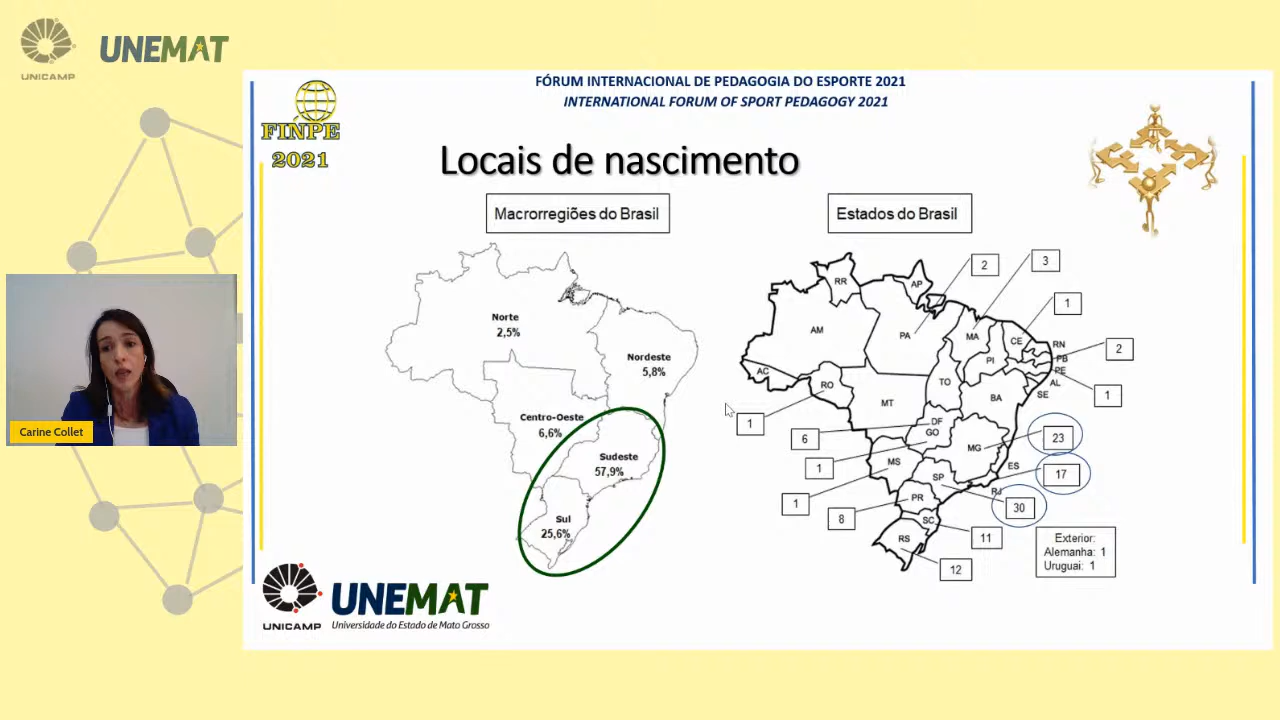 UNICAMP
UNEMAT
FÓRUM INTERNACIONAL DE PEDAGOGIA DO ESPORTE 2021
INTERNATIONAL FORUM OF SPORT PEDAGOGY 2021
FINPE
2021
Locais de nascimento
Macrorregiões do Brasil
Estados do Brasil
Norte
2,5%
Nordeste
5,8%
Centro-Oeste
6,6%
Sudeste
57,9%
Sul
25,6%
2
3
1
RR
AP
AM
PA
MA
CE
RN
PB
PE
AL
SE
PI
AC
RO
TO
BA
MT
2
1
1
6
DF
GO
1
MG
23
MS
ES
17
SP
RJ
1
30
PR
8
SC
11
RS
12
Exterior:
Alemanha: 1
Uruguai: 1
Carine Collet
UNICAMP
UNEMAT
Universidade do Estado de Mato Grosso